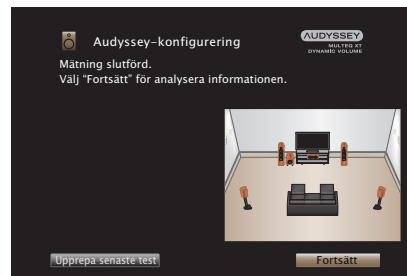 Audyssey-konfigurering
AUDYSSEY
MULTEQ XT
DYNAMIC VOLUME
Mätning slutförd.
Välj "Fortsätt" för analysera informationen.
Upprepa senaste test
Fortsätt